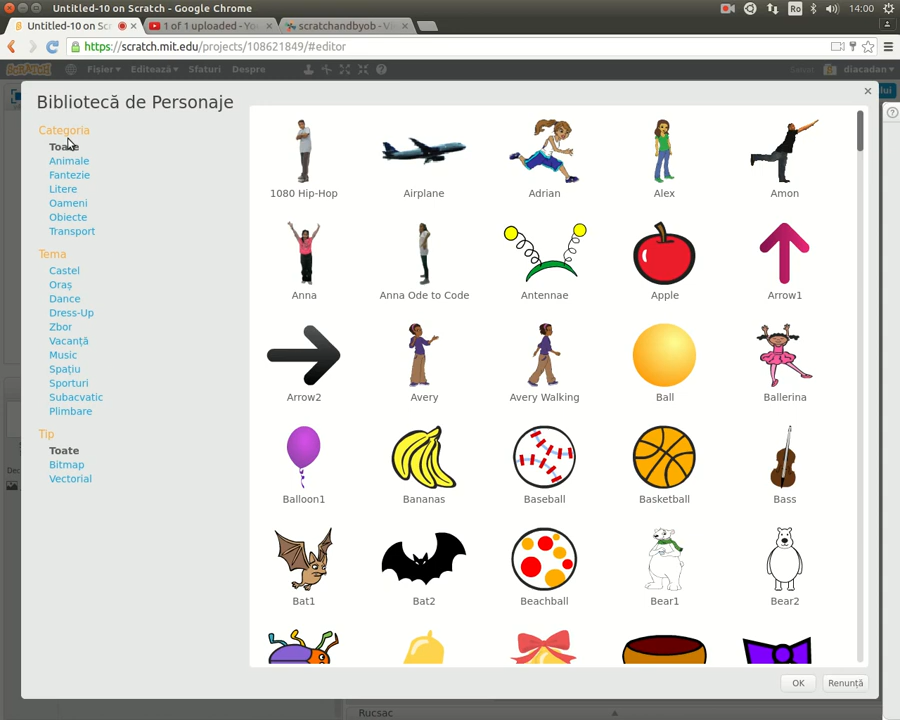 Untitled-10 on Scratch - Google Chrome
Ro
14:00
Untitled-10 on Scr
1 of 1 uploaded - You
scratchandbyob - Vik
https://scratch.mit.edu/projects/108621849/#editor
SCRATCH
Fișier
Editează
Sfaturi
Despre
diacadan
Bibliotecă de Personaje
Categoria
Toate
Animale
Fantezie
Litere
Oameni
Obiecte
Transport
Tema
Castel
Oraș
Dance
Dress-Up
Zbor
Vacanță
Music
Spațiu
Sporturi
Subacvatic
Plimbare
Tip
Toate
Bitmap
Vectorial
1080 Hip-Hop
Airplane
Adrian
Alex
Amon
Anna
Anna Ode to Code
Antennae
Apple
Arrow1
Arrow2
Avery
Avery Walking
Ball
Ballerina
Balloon1
Bananas
Baseball
Basketball
Bass
Bat1
Bat2
Beachball
Bear1
Bear2
OK
Renunță
Rucsac